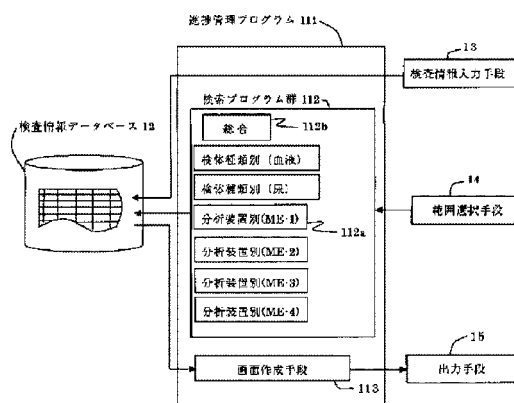 進捗管理プログラム 111
13
検査情報入力手段
検索プログラム群 112
検査情報データベース 12
総合
112b
検体種類別（血液）
検体種類別（尿）
14
範囲選択手段
分析装置別(ME-1)
112a
分析装置別(ME-2)
分析装置別(ME-3)
分析装置別(ME-4)
15
画面作成手段
出力手段
113